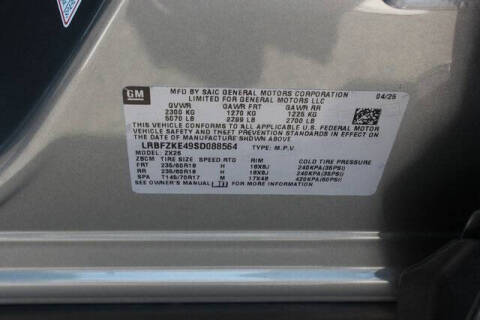 GM
MFD BY SAIC GENERAL MOTORS CORPORATION 04/25
LIMITED FOR GENERAL MOTORS LLC
GVWR GAWR FRT GAWR RR
2300 KG 1270 KG 1225 KG
5070 LB 2799 LB 2700 LB
THIS VEHICLE CONFORMS TO ALL APPLICABLE U.S. FEDERAL MOTOR
VEHICLE SAFETY AND THEFT PREVENTION STANDARDS IN EFFECT ON
THE DATE OF MANUFACTURE SHOWN ABOVE.
LRBFZKE49SD088564 TYPE: M.P.V.
MODEL: ZX26
TIRE SIZE SPEED RTG RIM COLD TIRE PRESSURE
FRT 235/60R18 H 18X8J 240KPA(35PSI)
RR 235/60R18 H 18X8J 240KPA(35PSI)
SPA T145/70R17 M 17X4B 420KPA(60PSI)
SEE OWNER'S MANUAL FOR ADDITIONAL INFORMATION